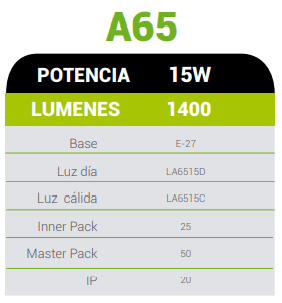 A65
POTENCIA 15W
LUMENES 1400
Base E-27
Luz día LA6515D
Luz cálida LA6515C
Inner Pack 25
Master Pack 50
IP 20